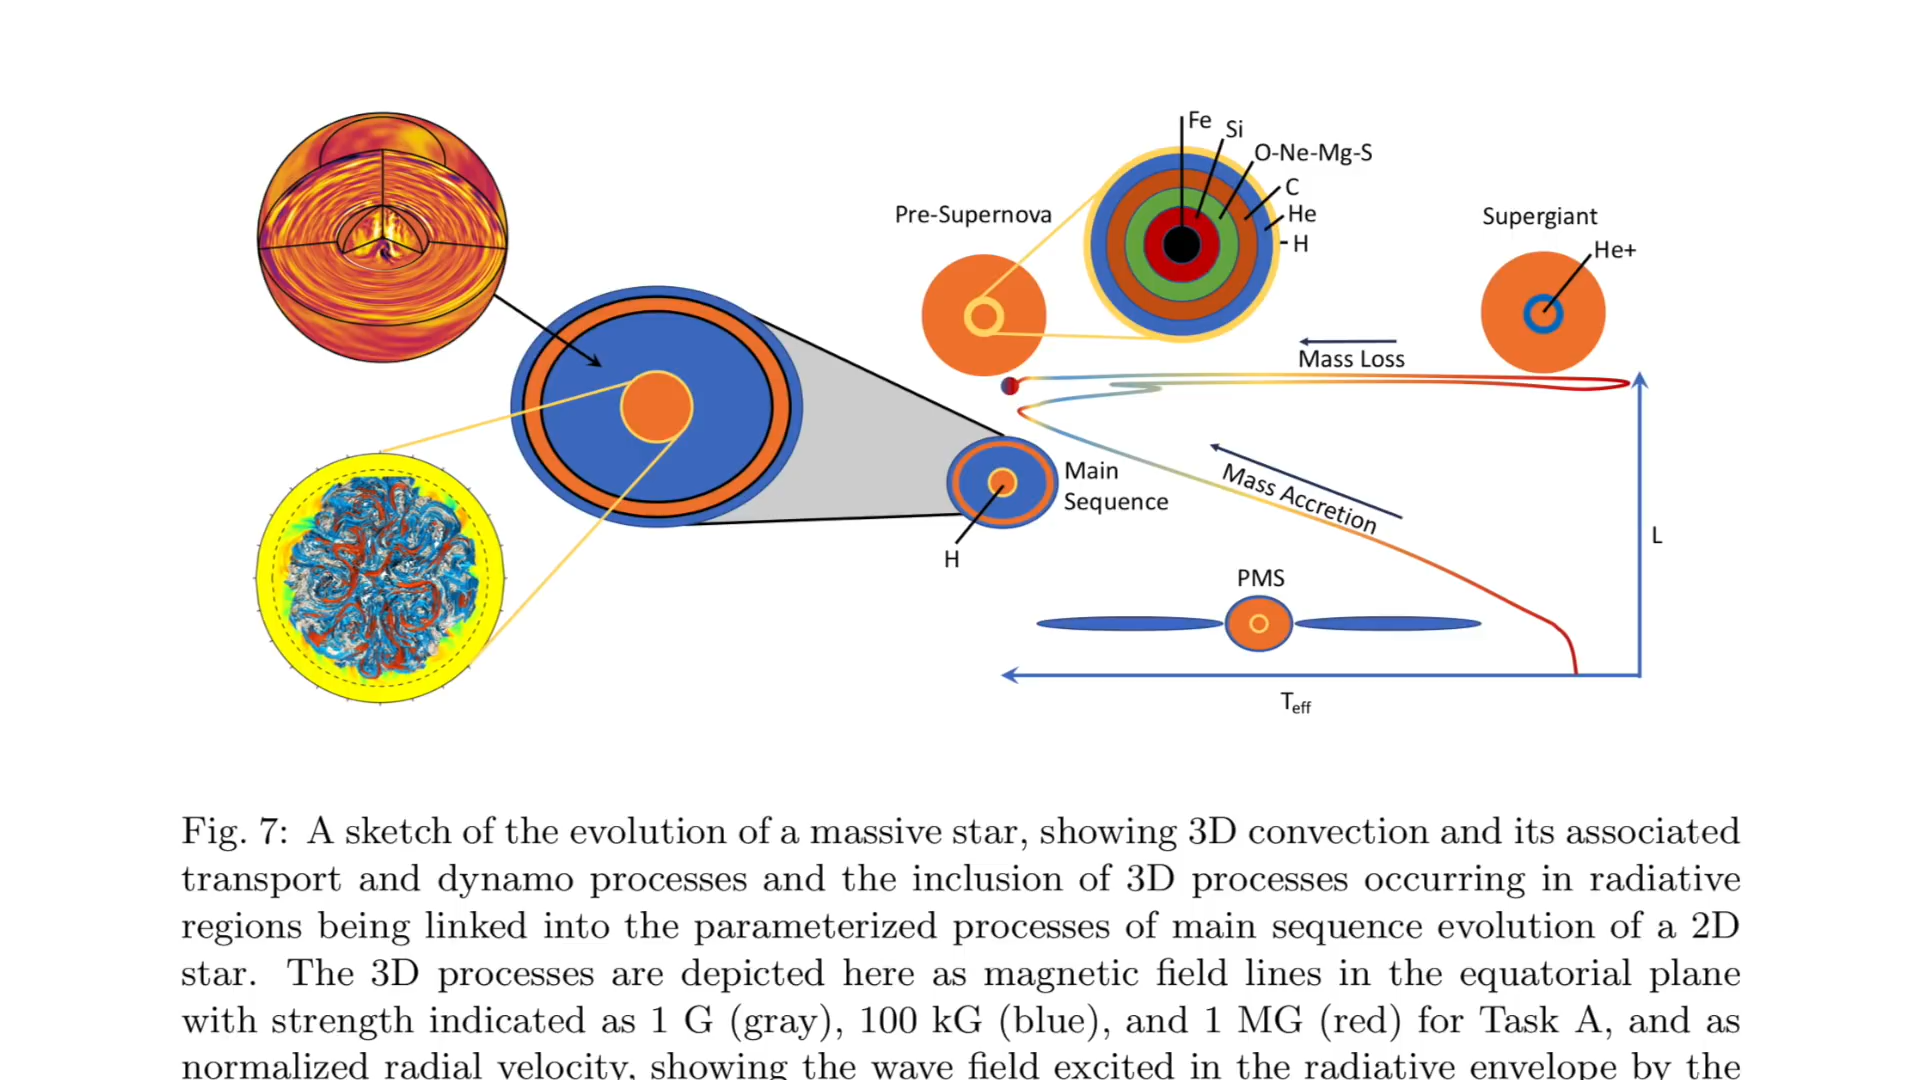 Fe
Si
O-Ne-Mg-S
C
He
H
Pre-Supernova
Supergiant
He+
Mass Loss
Main
Sequence
H
Mass Accretion
L
PMS
Teff
Fig. 7: A sketch of the evolution of a massive star, showing 3D convection and its associated
transport and dynamo processes and the inclusion of 3D processes occurring in radiative
regions being linked into the parameterized processes of main sequence evolution of a 2D
star. The 3D processes are depicted here as magnetic field lines in the equatorial plane
with strength indicated as 1 G (gray), 100 kG (blue), and 1 MG (red) for Task A, and as
normalized radial velocity, showing the wave field excited in the radiative envelope by the